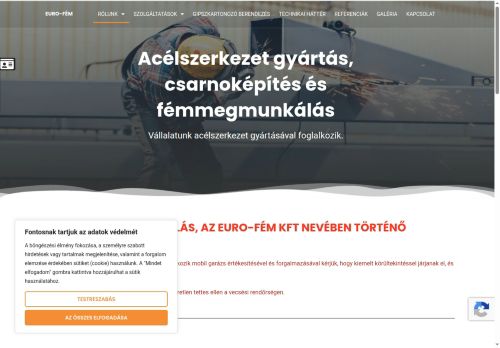 EURO-FÉM
RÓLUNK
SZOLGÁLTATÁSOK
GIPSZKARTONOZÓ BERENDEZÉS
TECHNIKAI HÁTTÉR
REFERENCIÁK
GALÉRIA
KAPCSOLAT
Acélszerkezet gyártás,
csarnoképítés és
fémmegmunkálás
Vállalatunk acélszerkezet gyártásával foglalkozik.
LÁS, AZ EURO-FÉM KFT NEVÉBEN TÖRTÉNŐ
kozik mobil garázs értékesítésével és forgalmazásával kérjük, hogy kiemelt körültekintéssel járjanak el, és
retlen tettes ellen a vecsési rendőrségen.
Fontosnak tartjuk az adatok védelmét
A böngészési élmény fokozása, a személyre szabott
hirdetések vagy tartalmak megjelenítése, valamint a forgalom
elemzése érdekében sütiket (cookie) használunk. A "Mindet
elfogadom" gombra kattintva hozzájárulhat a sütik
használatához.
TESTRESZABÁS
AZ ÖSSZES ELFOGADÁSA